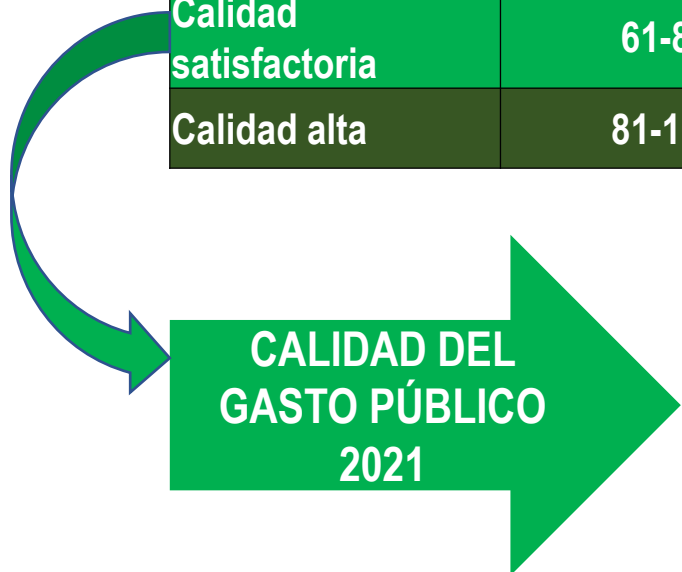 Calidad
satisfactoria
61-8
Calidad alta
81-1
CALIDAD DEL
GASTO PÚBLICO
2021